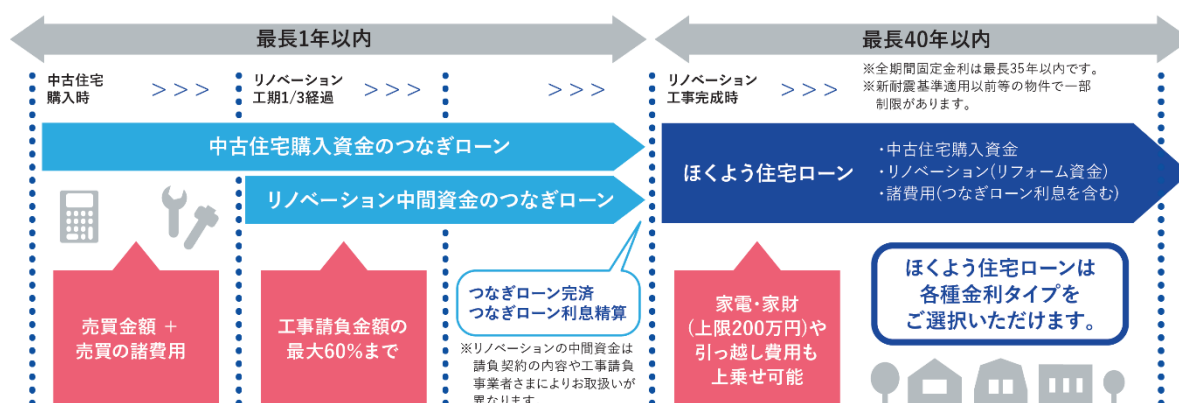 最長1年以内
最長40年以内
中古住宅
購入時
>>>
リノベーション
工期1/3経過
>>>
>>>
リノベーション
工事完成時
>>>
※全期間固定金利は最長35年以内です。
※新耐震基準適用以前等の物件で一部
制限があります。
中古住宅購入資金のつなぎローン
リノベーション中間資金のつなぎローン
ほくよう住宅ローン
・中古住宅購入資金
・リノベーション(リフォーム資金)
・諸費用(つなぎローン利息を含む)
売買金額 +
売買の諸費用
工事請負金額の
最大60%まで
つなぎローン完済
つなぎローン利息精算
※リノベーションの中間資金は
請負契約の内容や工事請負
事業者さまによりお取扱いが
異なります。
家電・家財
(上限200万円)や
引っ越し費用も
上乗せ可能
ほくよう住宅ローンは
各種金利タイプを
ご選択いただけます。